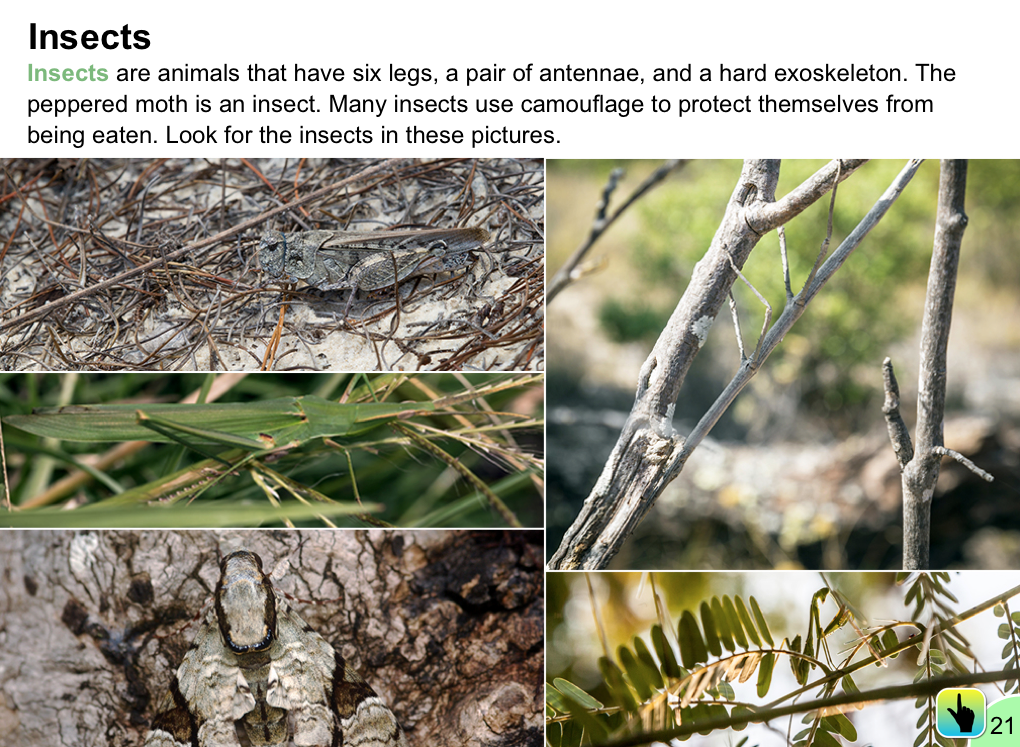 Insects
Insects are animals that have six legs, a pair of antennae, and a hard exoskeleton. The
peppered moth is an insect. Many insects use camouflage to protect themselves from
being eaten. Look for the insects in these pictures.
21